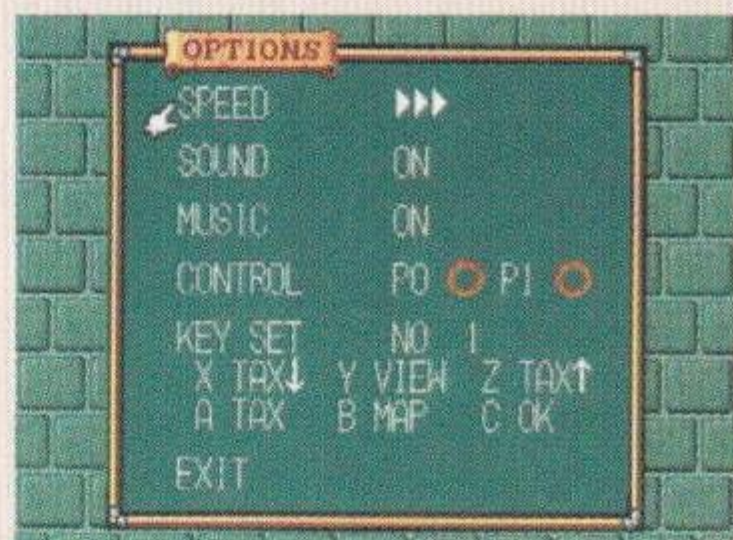 OPTIONS
SPEED
SOUND ON
MUSIC ON
CONTROL P0 P1
KEY SET NO 1
X TAX↓ Y VIEW Z TAX↑
A TAX B MAP C OK
EXIT